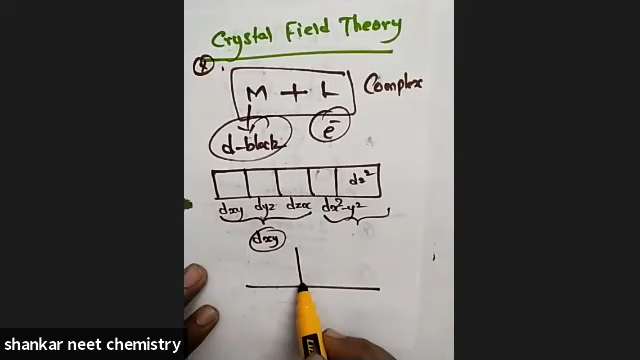 Crystal Field Theory
M + L Complex
d-block e⁻
dz²
dxy dyz dzx dx²-y²
dxy
shankar neet chemistry